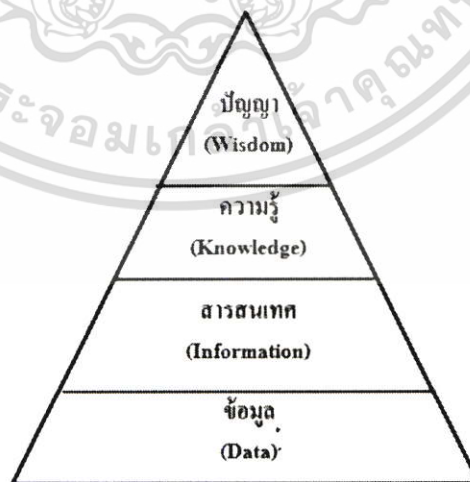 ปัญญา
(Wisdom)
ความรู้
(Knowledge)
สารสนเทศ
(Information)
ข้อมูล
(Data)